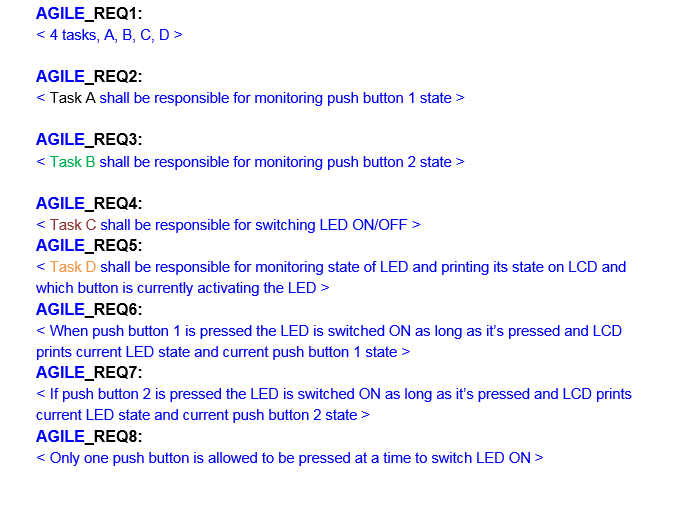 AGILE_REQ1:
< 4 tasks, A, B, C, D >
AGILE_REQ2:
< Task A shall be responsible for monitoring push button 1 state >
AGILE_REQ3:
< Task B shall be responsible for monitoring push button 2 state >
AGILE_REQ4:
< Task C shall be responsible for switching LED ON/OFF >
AGILE_REQ5:
< Task D shall be responsible for monitoring state of LED and printing its state on LCD and
which button is currently activating the LED >
AGILE_REQ6:
< When push button 1 is pressed the LED is switched ON as long as it’s pressed and LCD
prints current LED state and current push button 1 state >
AGILE_REQ7:
< If push button 2 is pressed the LED is switched ON as long as it’s pressed and LCD prints
current LED state and current push button 2 state >
AGILE_REQ8:
< Only one push button is allowed to be pressed at a time to switch LED ON >